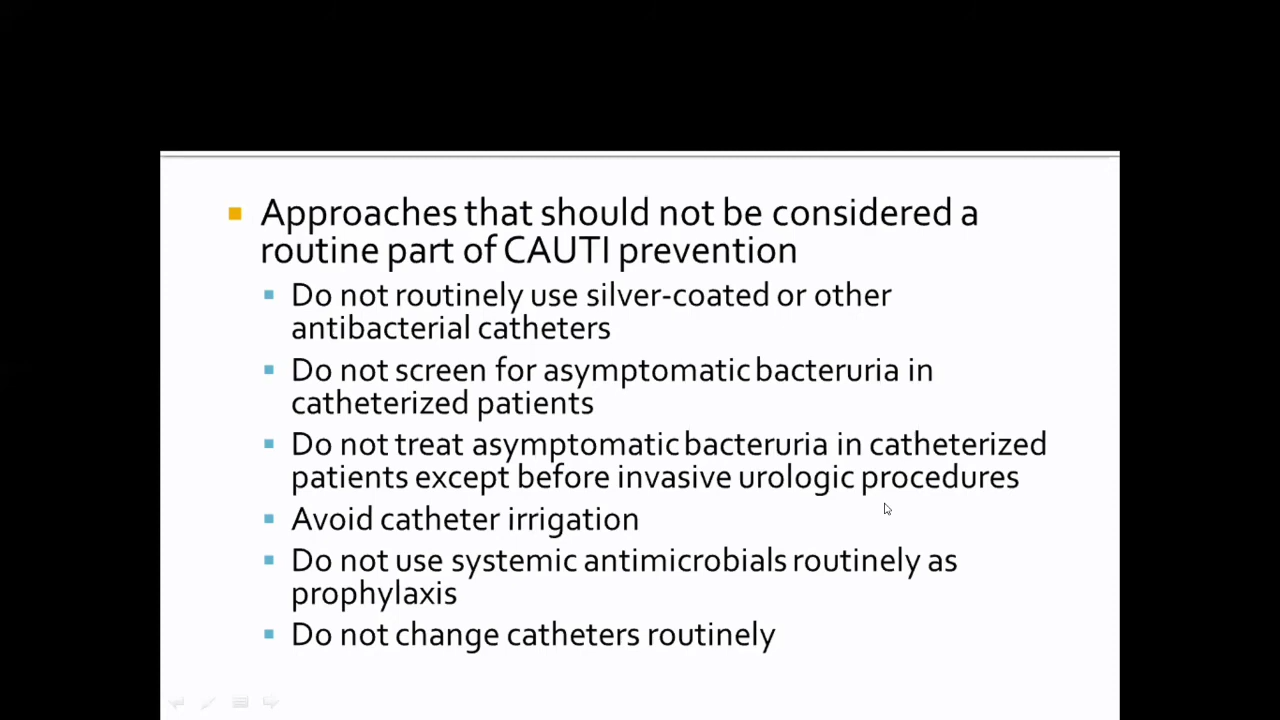 Approaches that should not be considered a
routine part of CAUTI prevention
Do not routinely use silver-coated or other
antibacterial catheters
Do not screen for asymptomatic bacteruria in
catheterized patients
Do not treat asymptomatic bacteruria in catheterized
patients except before invasive urologic procedures
Avoid catheter irrigation
Do not use systemic antimicrobials routinely as
prophylaxis
Do not change catheters routinely